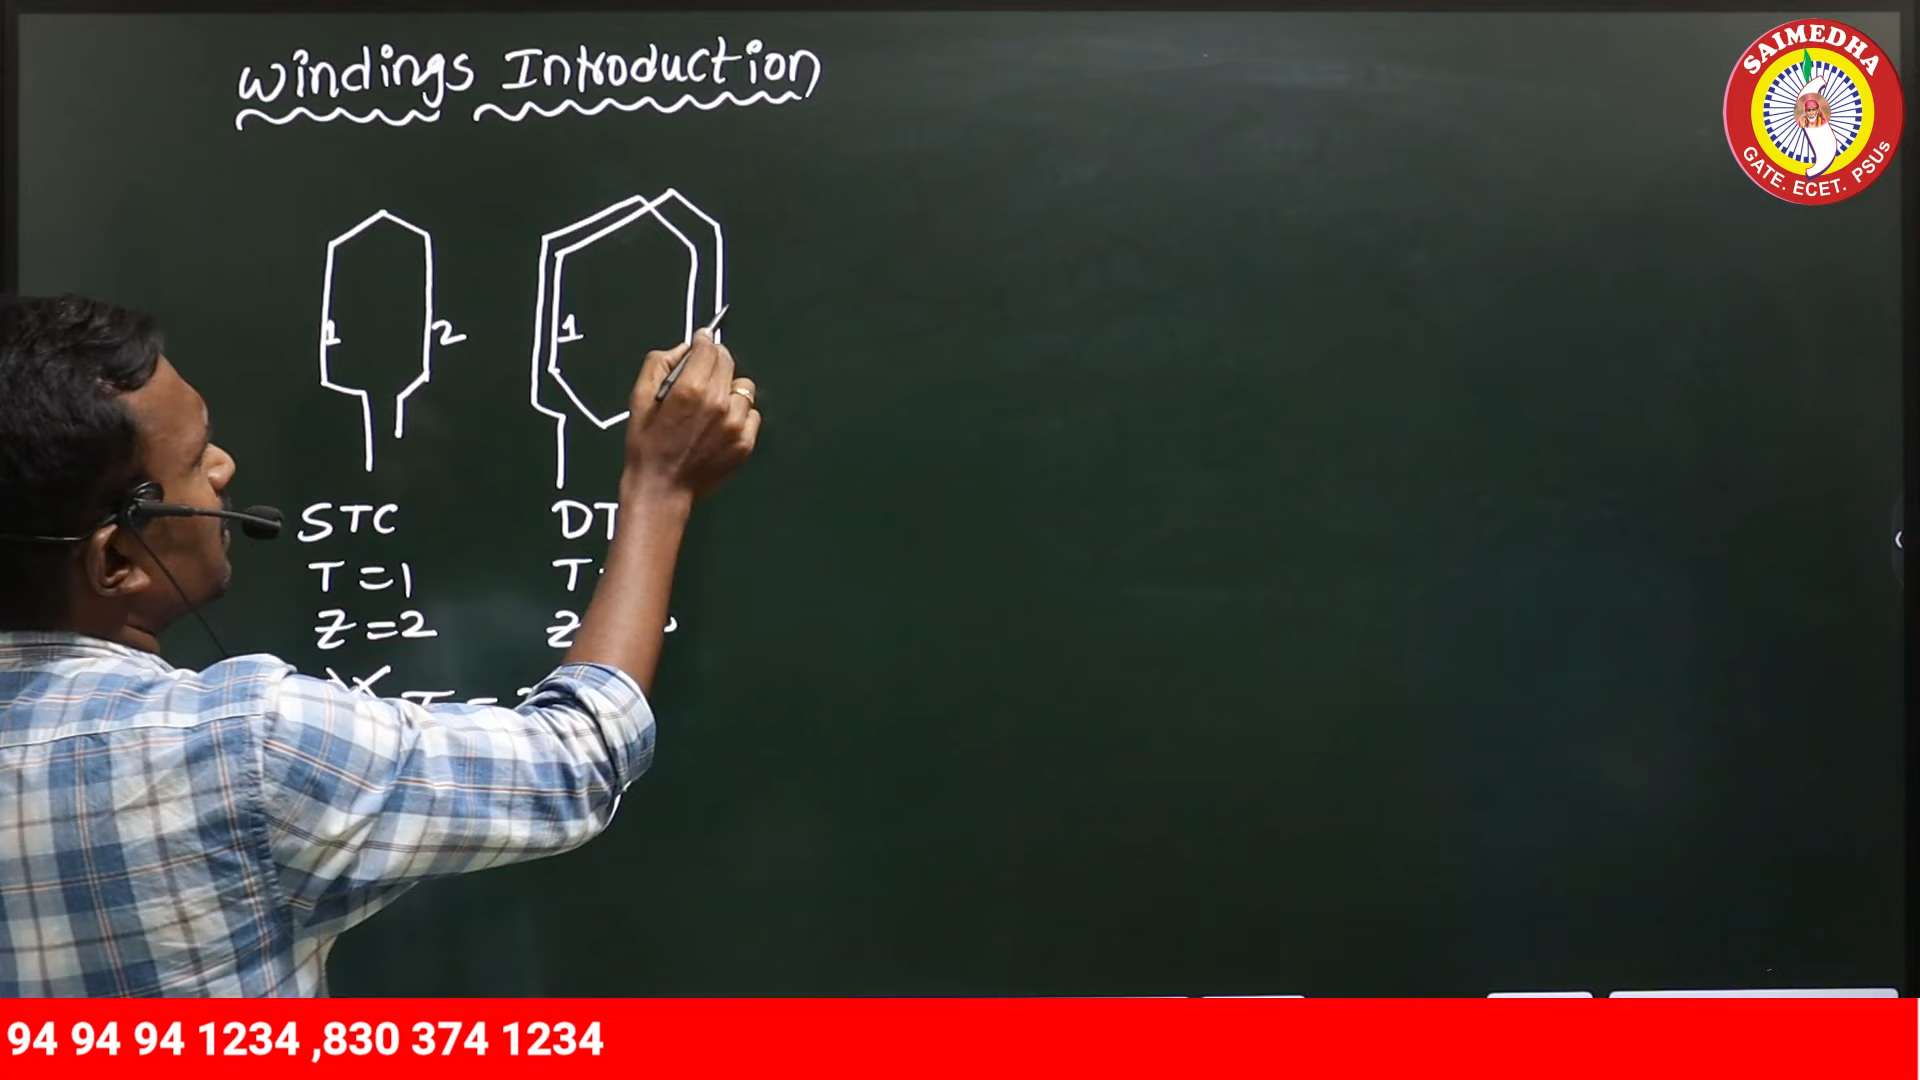 Windings Introduction
SAIMEDHA
GATE. ECET. PSUs
1 2 1
STC DT
T=1 T
Z=2 Z
T =
94 94 94 1234 ,830 374 1234